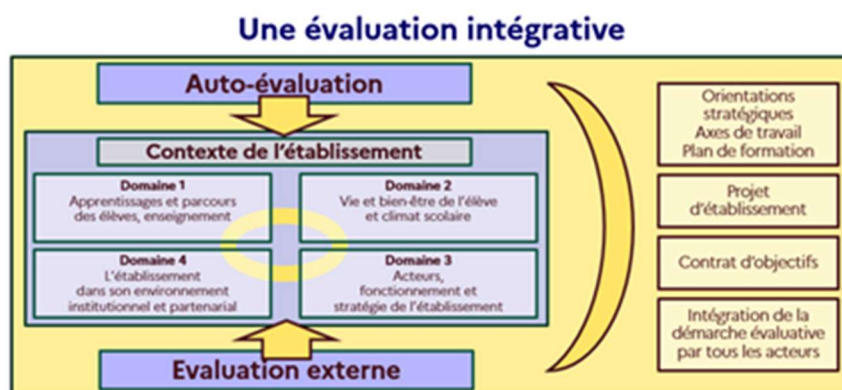 Une évaluation intégrative
Auto-évaluation
Contexte de l'établissement
Domaine 1
Apprentissages et parcours
des élèves, enseignement
Domaine 2
Vie et bien-être de l'élève
et climat scolaire
Domaine 4
L'établissement
dans son environnement
institutionnel et partenarial
Domaine 3
Acteurs,
fonctionnement et
stratégie de l'établissement
Evaluation externe
Orientations
stratégiques
Axes de travail
Plan de formation
Projet
d'établissement
Contrat d'objectifs
Intégration de la
démarche évaluative
par tous les acteurs